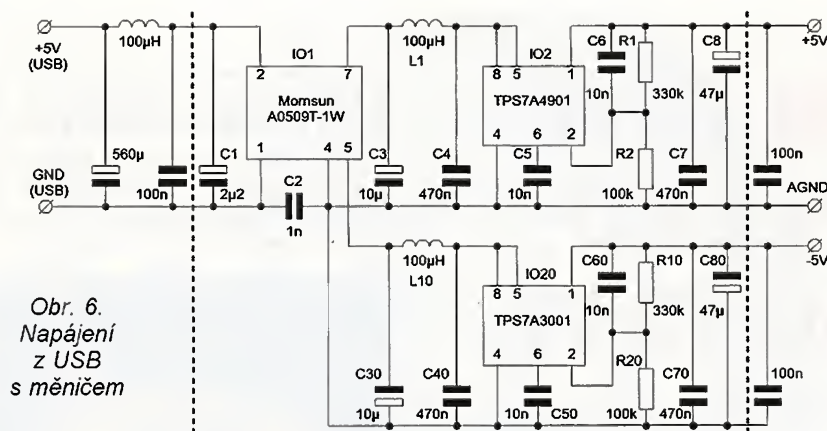 +5V
(USB)
100µH
560µ
100n
GND
(USB)
C1
2µ2
IO1
2
7
Mornsun
A0509T-1W
1
4
5
C2
1n
100µH
L1
C3
10µ
C4
470n
IO2
8
5
1
TPS7A4901
4
6
2
C5
10n
C6
10n
R1
330k
R2
100k
C7
470n
C8
47µ
100n
+5V
AGND
100µH
L10
C30
10µ
C40
470n
IO20
8
5
1
TPS7A3001
4
6
2
10n
C50
C60
10n
R10
330k
R20
100k
C70
470n
C80
47µ
100n
-5V
Obr. 6.
Napájení
z USB
s měničem